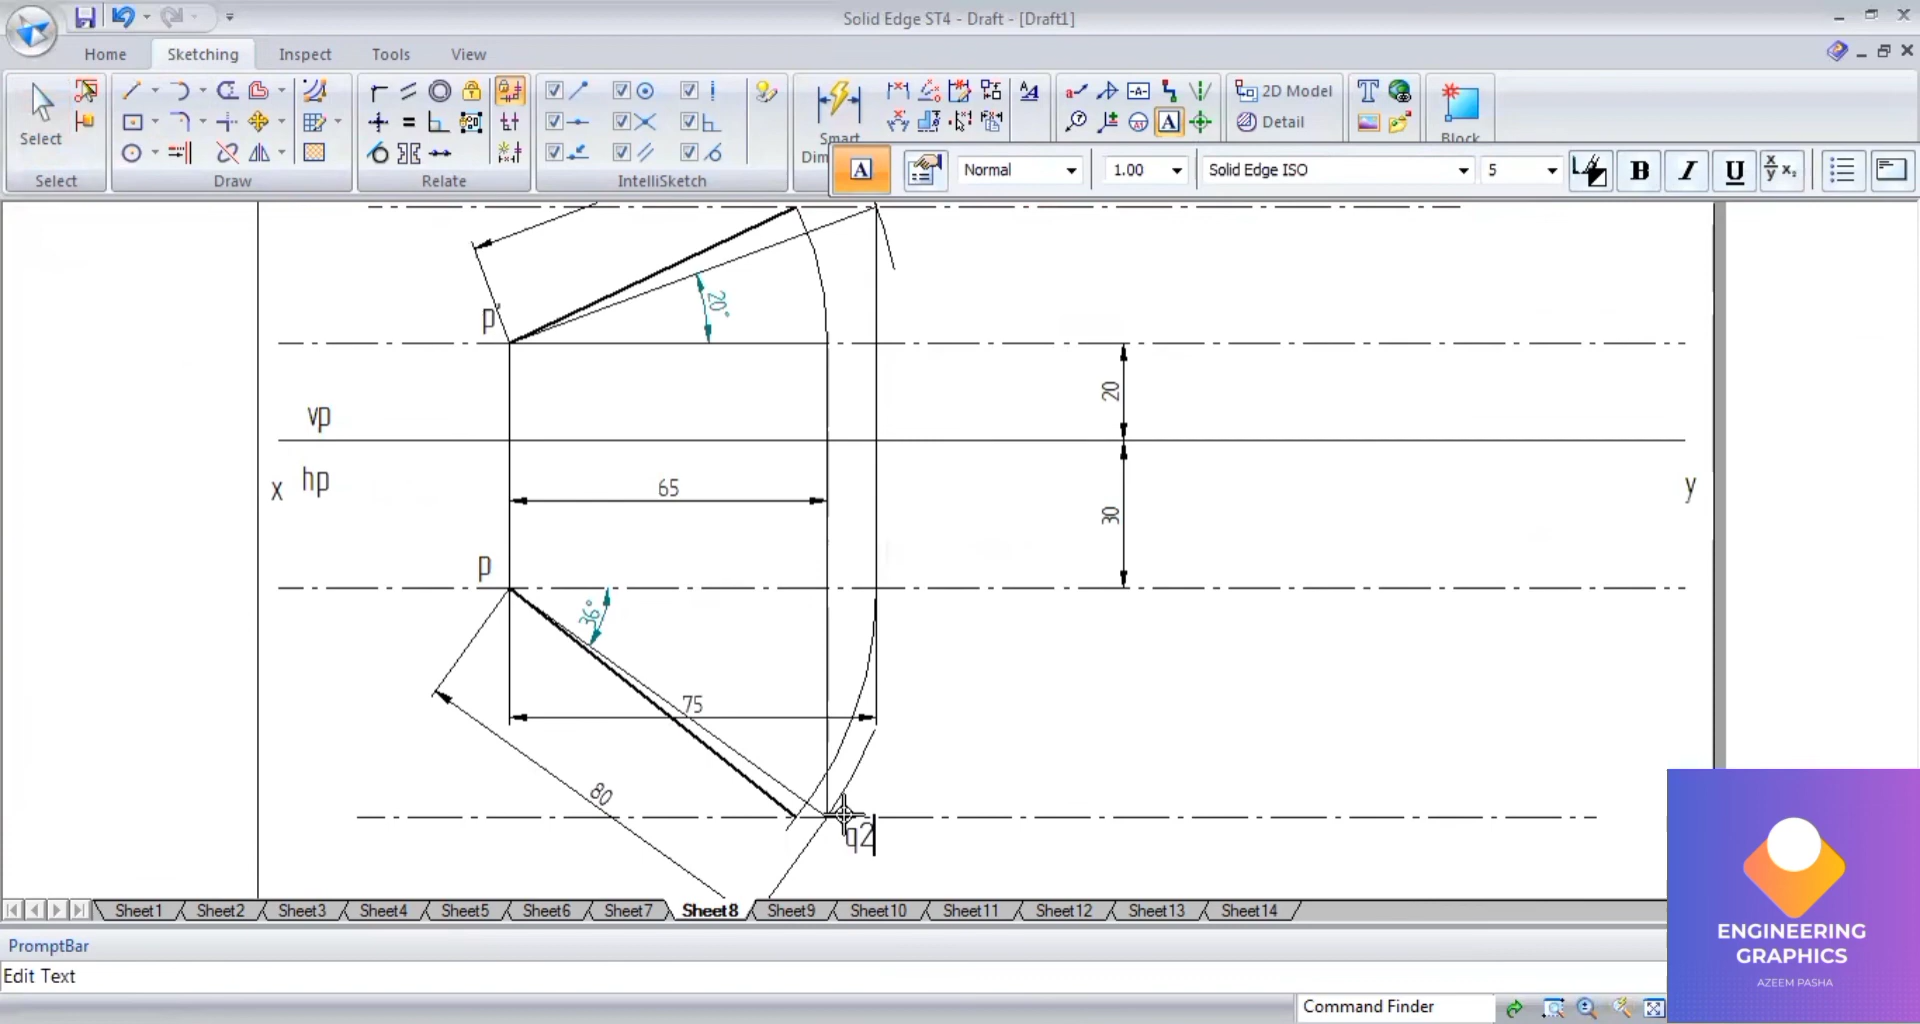 Solid Edge ST4 - Draft - [Draft1]
Home Sketching Inspect Tools View
2D Model
Select Smart Detail Block
Dim
Normal 1.00 Solid Edge ISO 5 B I U
Select Draw Relate IntelliSketch
p'
20°
20
vp
hp
x
y
65
30
p
36°
75
80
q2
Sheet1 Sheet2 Sheet3 Sheet4 Sheet5 Sheet6 Sheet7 Sheet8 Sheet9 Sheet10 Sheet11 Sheet12 Sheet13 Sheet14
PromptBar
Edit Text
Command Finder
ENGINEERING
GRAPHICS
AZEEM PASHA